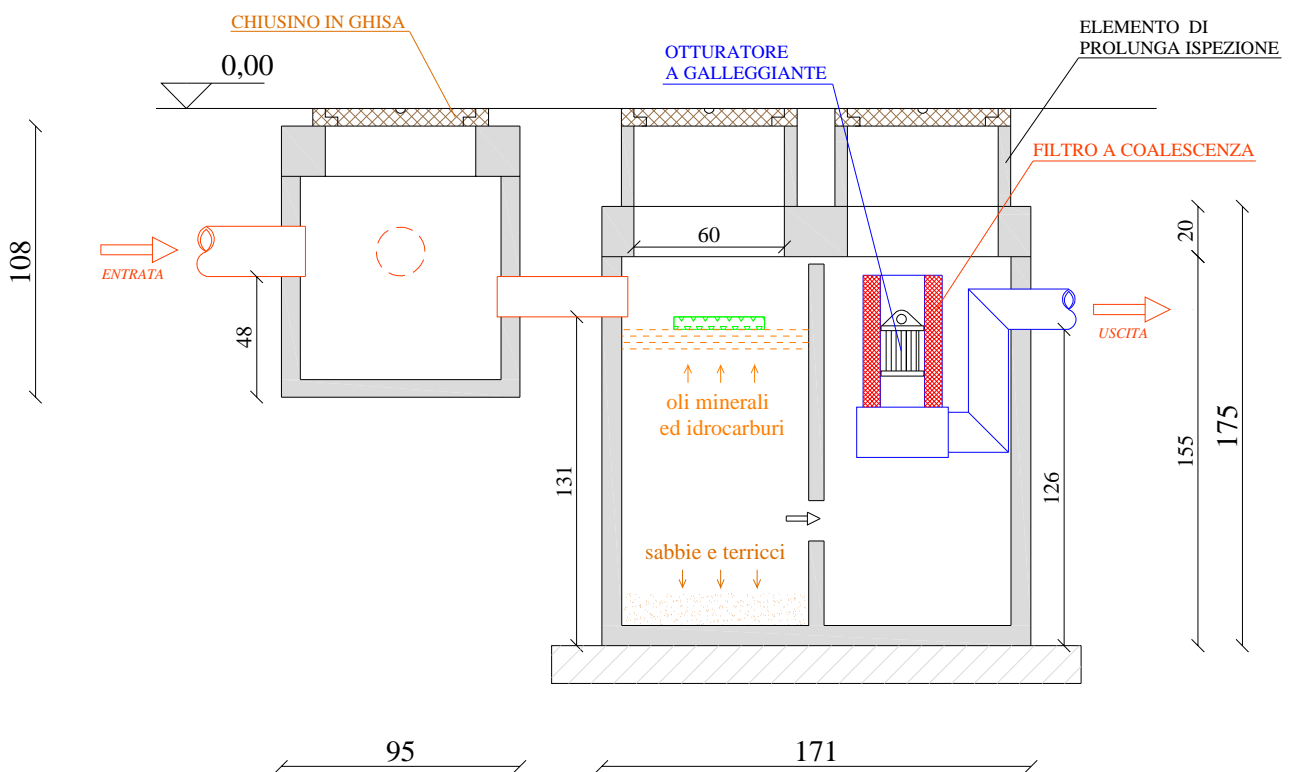 CHIUSINO IN GHISA
0,00
OTTURATORE
A GALLEGGIANTE
ELEMENTO DI
PROLUNGA ISPEZIONE
FILTRO A COALESCENZA
108
ENTRATA
48
60
20
USCITA
oli minerali
ed idrocarburi
131
126
155
175
sabbie e terricci
95
171